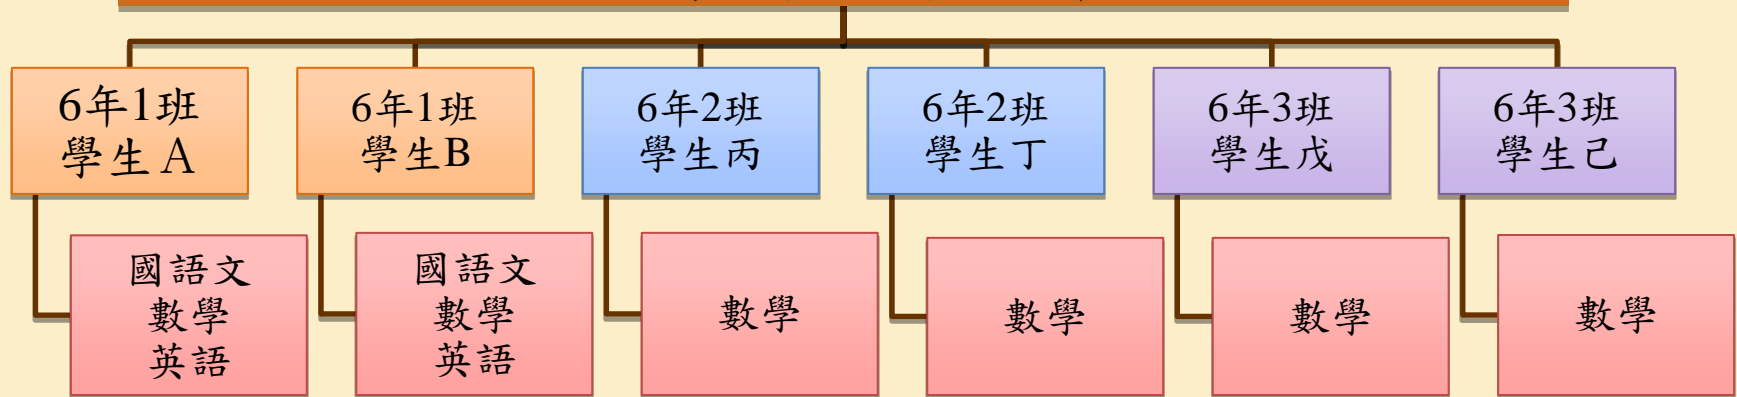 6年1班
學生A
6年1班
學生B
6年2班
學生丙
6年2班
學生丁
6年3班
學生戊
6年3班
學生己
國語文
數學
英語
國語文
數學
英語
數學
數學
數學
數學